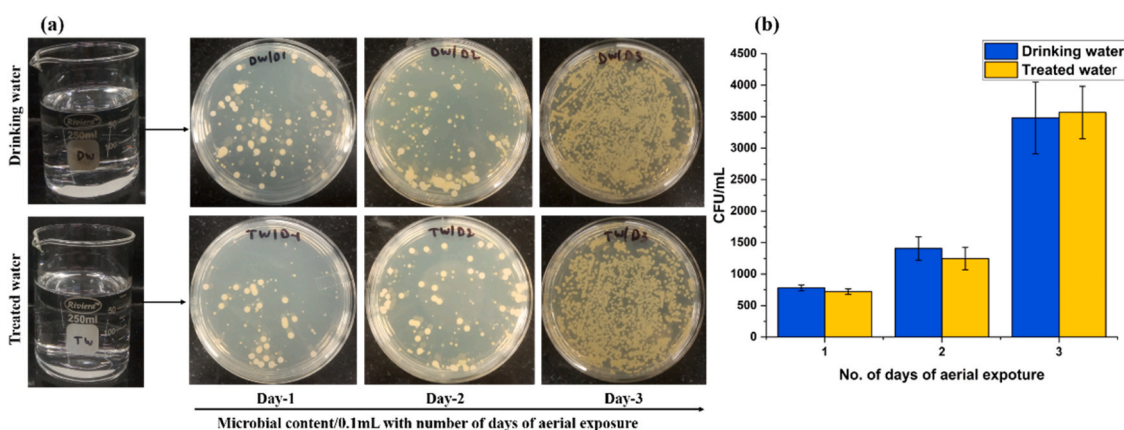 (a)
Drinking water
Riviera
250ml
DW
DW/D1
DW/D2
DW/D3
Treated water
Riviera
250ml
TW
TW/D-1
TW/D2
TW/D3
Day-1
Day-2
Day-3
Microbial content/0.1mL with number of days of aerial exposure
(b)
Drinking water
Treated water
4500
4000
3500
3000
2500
2000
1500
1000
500
0
CFU/mL
1
2
3
No. of days of aerial expoture